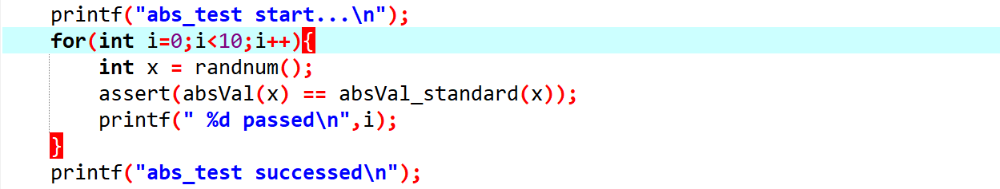 printf("abs_test start...\n");
for(int i=0;i<10;i++){
int x = randnum();
assert(absVal(x) == absVal_standard(x));
printf(" %d passed\n",i);
}
printf("abs_test successed\n");